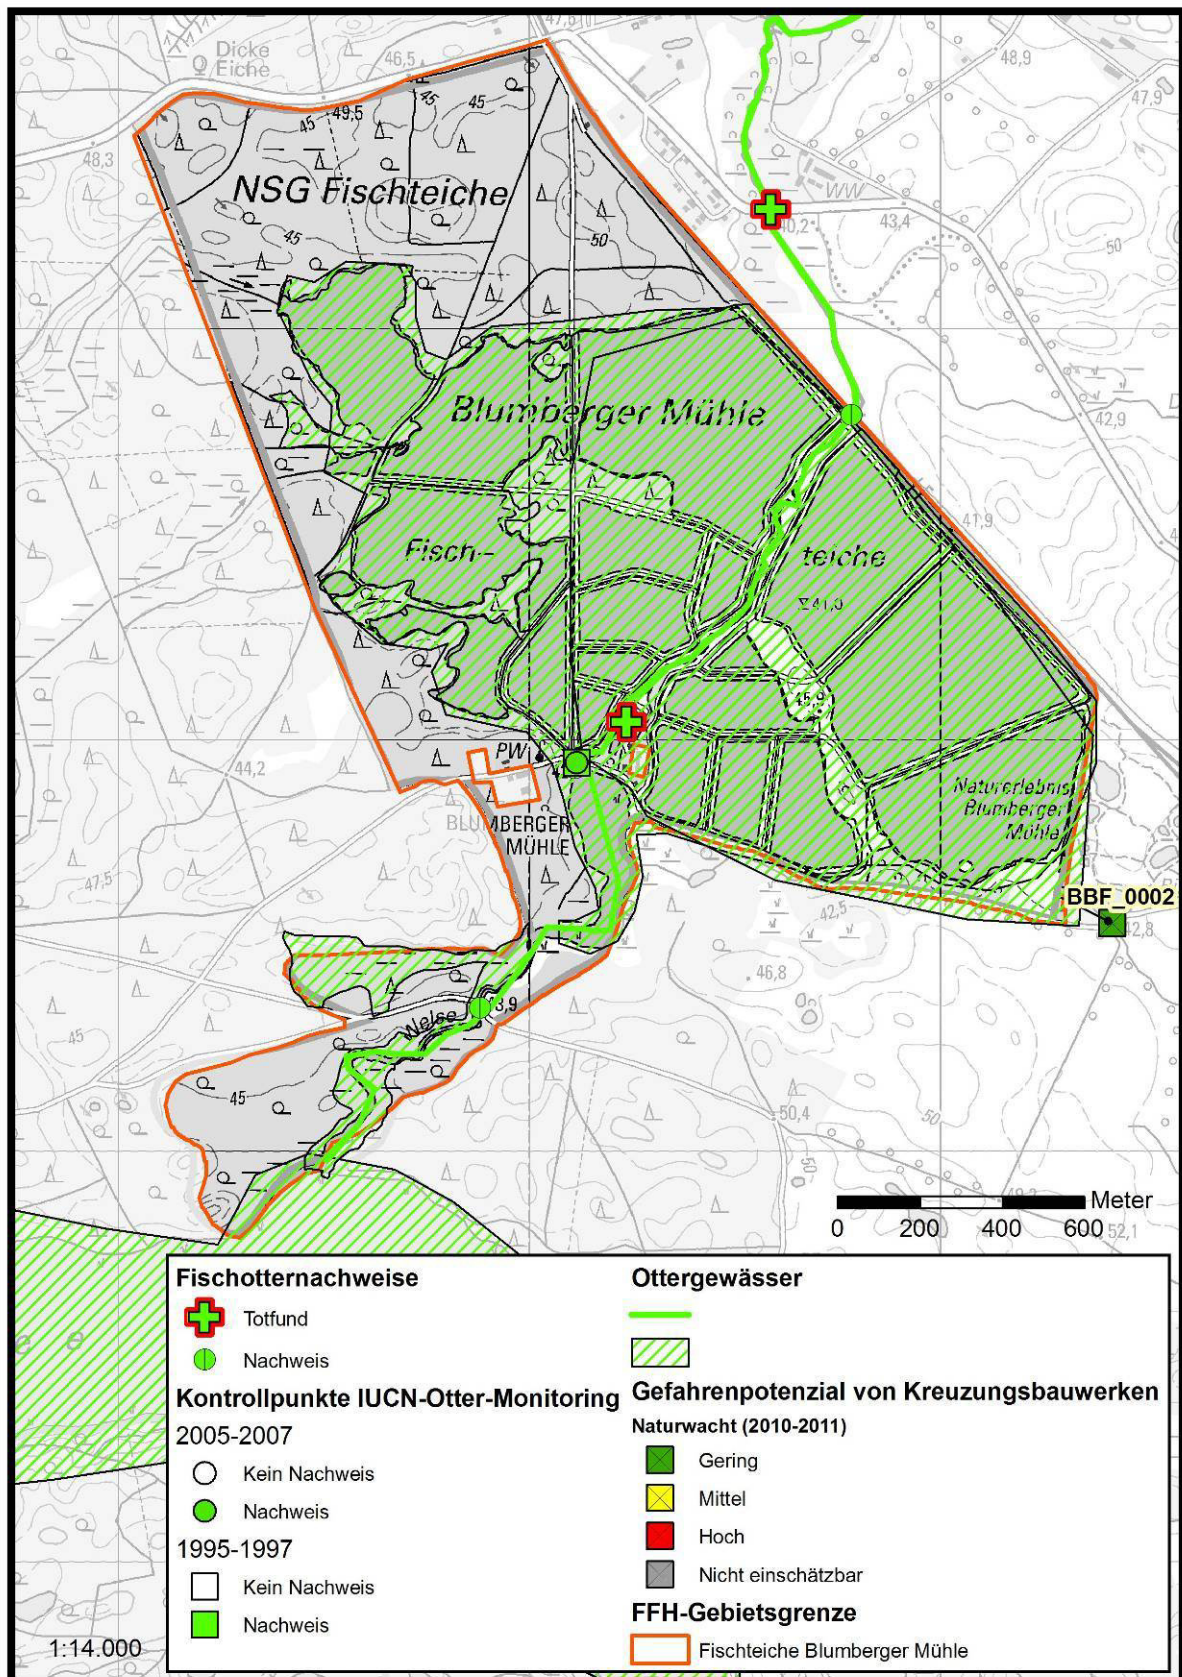 47,6
Dicke
Eiche
46,5
48,9
47,9
45
45
45
49,5
45
48,3
NSG Fischteiche
WW
40,2
43,4
45
50
50
Blumberger Mühle
42,9
41,9
Fisch-
teiche
41,0
PW
44,2
Naturerlebnis
Blumberger
Mühle
BLUMBERGER
MÜHLE
47,5
BBF_0002
42,5
42,8
46,8
Welse
45
45
50,4
50
50
Meter
0 200 400 600
52,1
Fischotternachweise
Totfund
Nachweis
Kontrollpunkte IUCN-Otter-Monitoring
2005-2007
Kein Nachweis
Nachweis
1995-1997
Kein Nachweis
Nachweis
Ottergewässer
Gefahrenpotenzial von Kreuzungsbauwerken
Naturwacht (2010-2011)
Gering
Mittel
Hoch
Nicht einschätzbar
FFH-Gebietsgrenze
Fischteiche Blumberger Mühle
e e
1:14.000